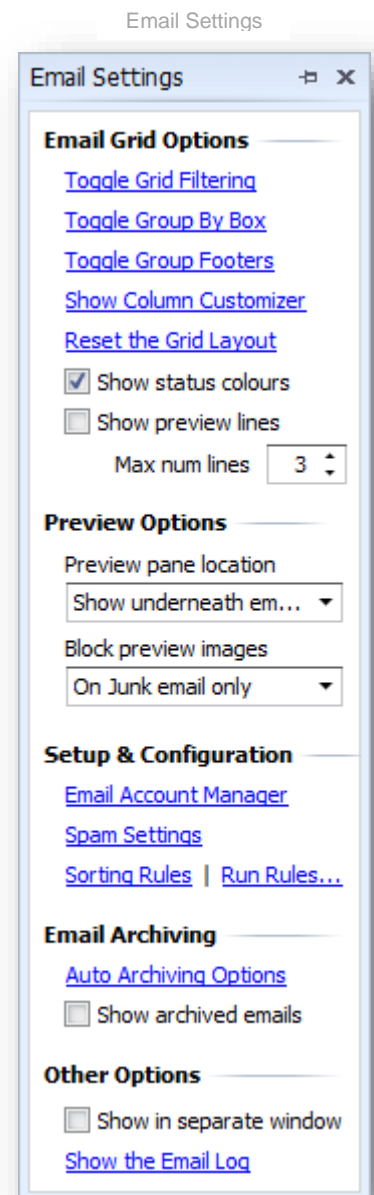 Email Settings
Email Settings
Email Grid Options
Toggle Grid Filtering
Toggle Group By Box
Toggle Group Footers
Show Column Customizer
Reset the Grid Layout
Show status colours
Show preview lines
Max num lines 3
Preview Options
Preview pane location
Show underneath em...
Block preview images
On Junk email only
Setup & Configuration
Email Account Manager
Spam Settings
Sorting Rules | Run Rules...
Email Archiving
Auto Archiving Options
Show archived emails
Other Options
Show in separate window
Show the Email Log